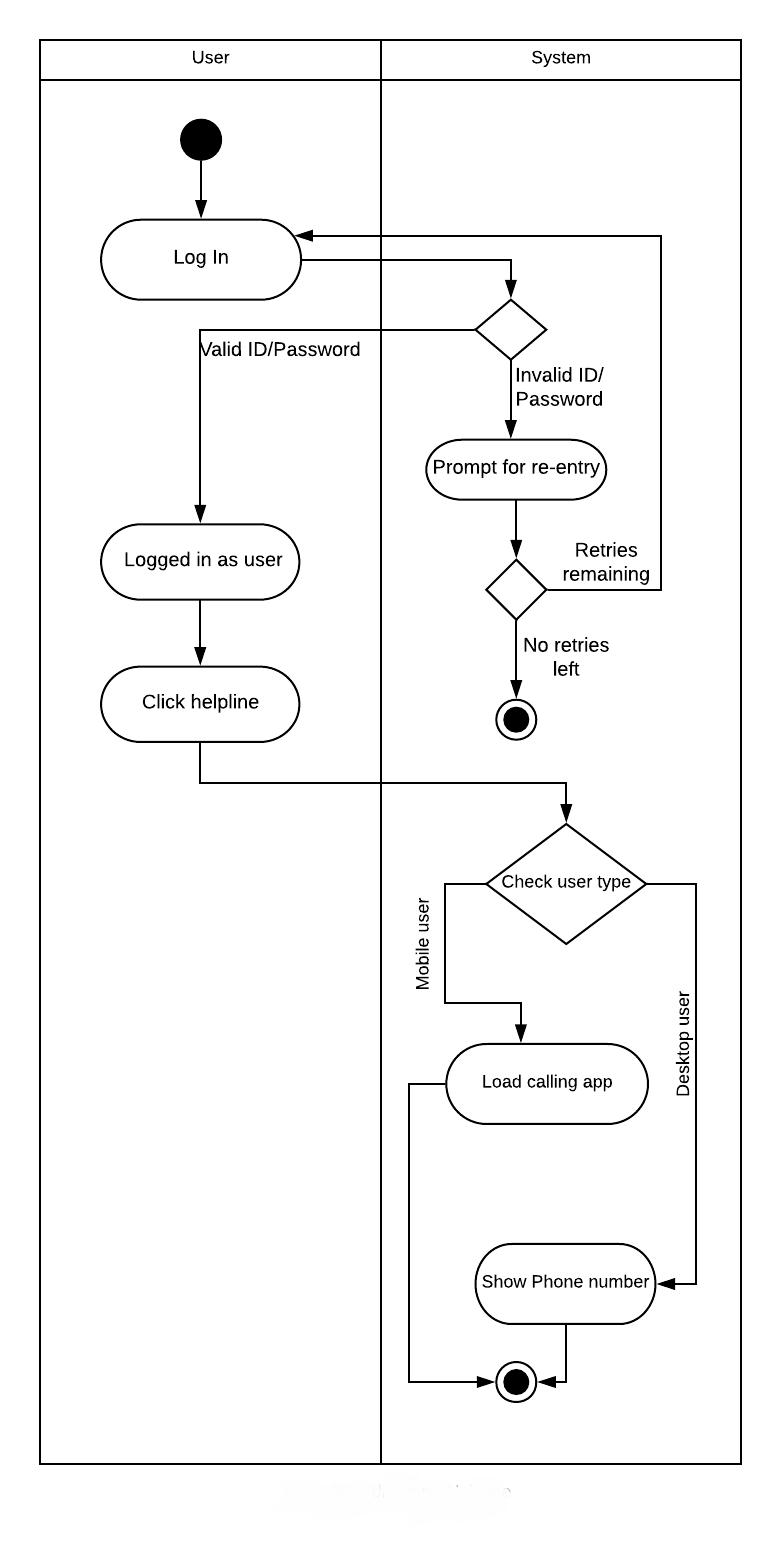 User
System
Log In
Valid ID/Password
Invalid ID/
Password
Prompt for re-entry
Retries
remaining
Logged in as user
No retries
left
Click helpline
Check user type
Mobile user
Desktop user
Load calling app
Show Phone number